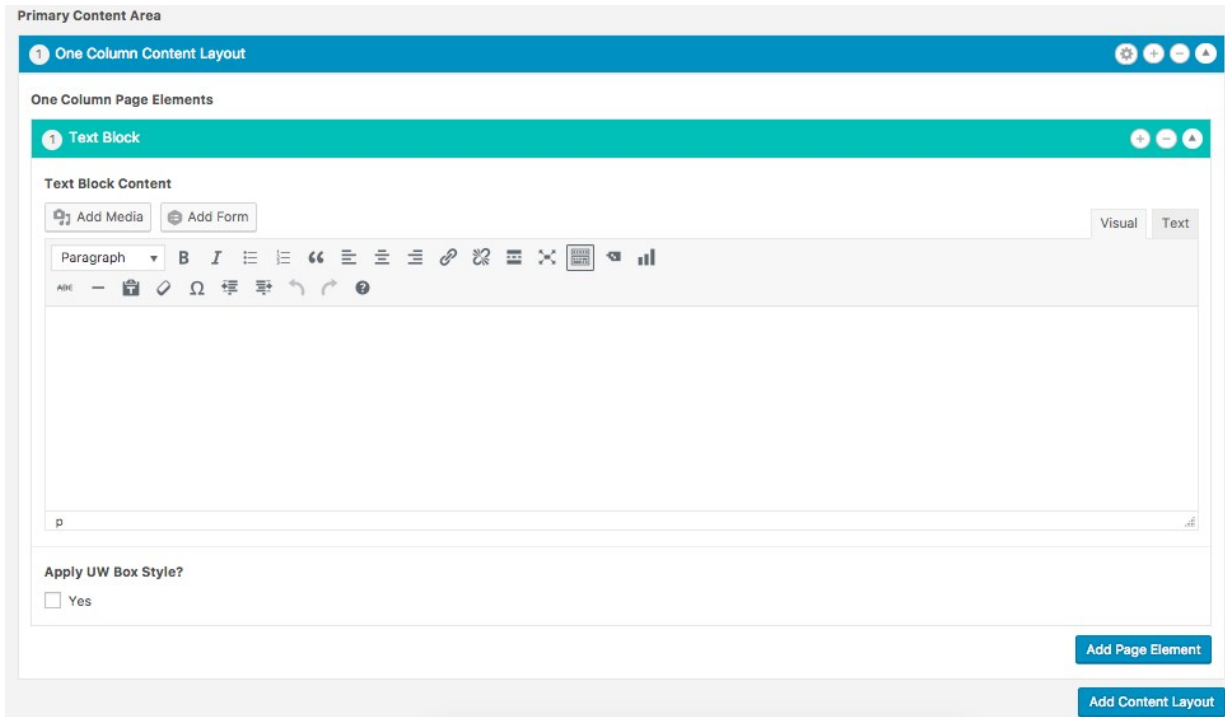 Primary Content Area
1 One Column Content Layout
One Column Page Elements
1 Text Block
Text Block Content
Add Media Add Form
Visual Text
Paragraph B I
ABC Ω
p
Apply UW Box Style?
Yes
Add Page Element
Add Content Layout